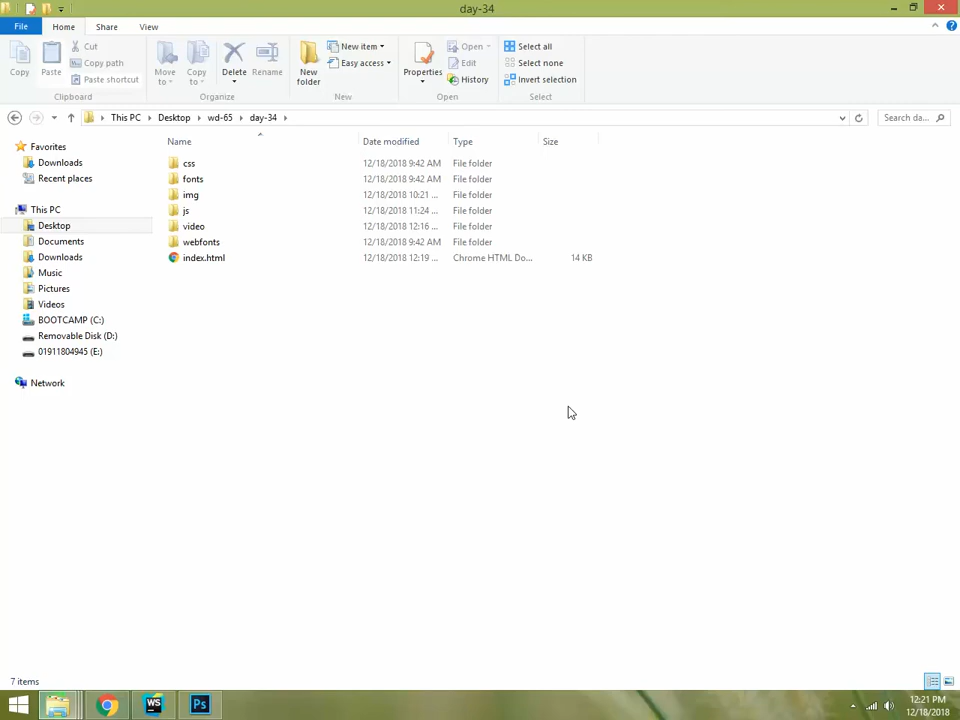 day-34
File Home Share View
Copy Paste Cut Copy path Paste shortcut Clipboard
Move to Copy to Delete Rename Organize
New folder New item Easy access New
Properties Open Edit History Open
Select all Select none Invert selection Select
This PC Desktop wd-65 day-34 Search da...
Name Date modified Type Size
css 12/18/2018 9:42 AM File folder
fonts 12/18/2018 9:42 AM File folder
img 12/18/2018 10:21 ... File folder
js 12/18/2018 11:24 ... File folder
video 12/18/2018 12:16 ... File folder
webfonts 12/18/2018 9:42 AM File folder
index.html 12/18/2018 12:19 ... Chrome HTML Do... 14 KB
Favorites
Downloads
Recent places
This PC
Desktop
Documents
Downloads
Music
Pictures
Videos
BOOTCAMP (C:)
Removable Disk (D:)
01911804945 (E:)
Network
7 items
WS Ps 12:21 PM
12/18/2018